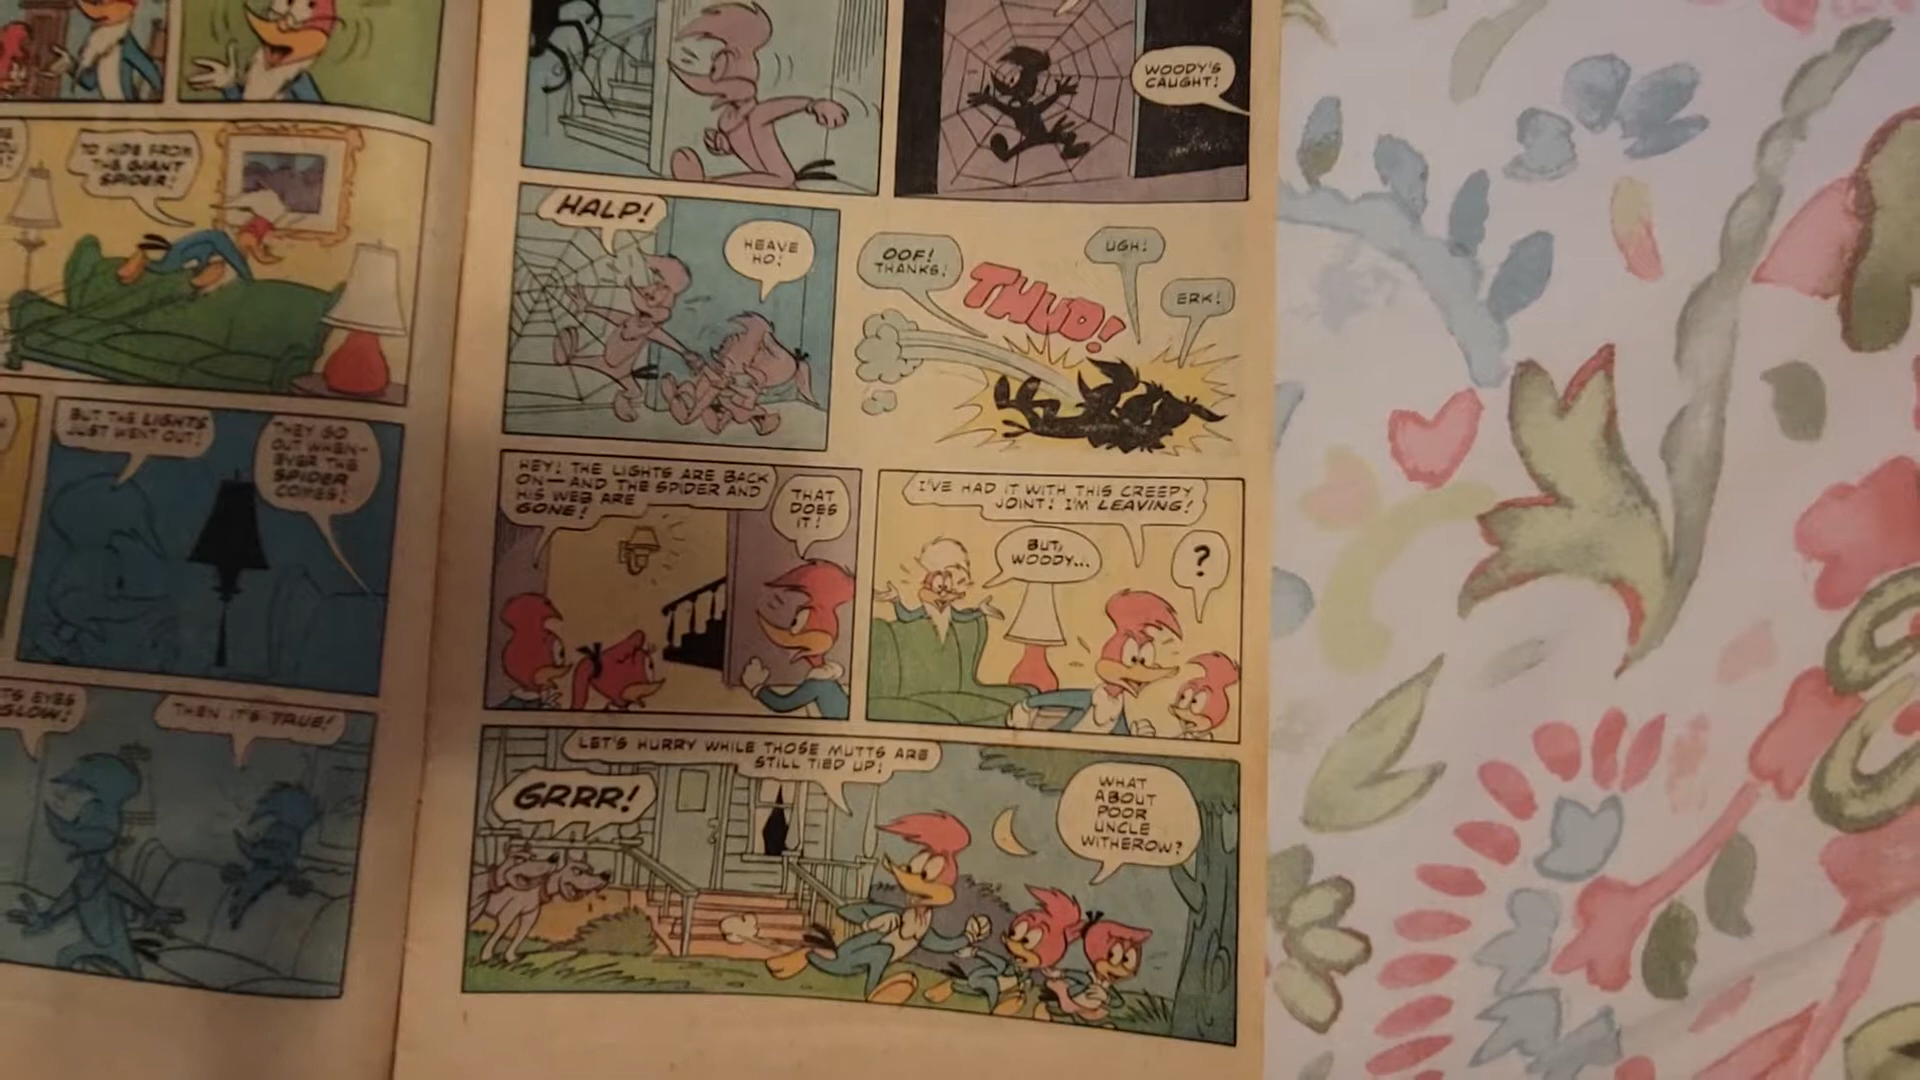 TO HIDE FROM
THE GIANT
SPIDER!
BUT THE LIGHTS
JUST WENT OUT!
THEY GO
OUT WHEN-
EVER THE
SPIDER
COMES!
EYES
THEN IT'S TRUE!
WOODY'S
CAUGHT!
HALP!
HEAVE
HO!
OOF!
THANKS!
THUD!
UGH!
ERK!
HEY! THE LIGHTS ARE BACK
ON—AND THE SPIDER AND
HIS WEB ARE
GONE!
THAT
DOES
IT!
I'VE HAD IT WITH THIS CREEPY
JOINT! I'M LEAVING!
BUT,
WOODY...
?
LET'S HURRY WHILE THOSE MUTTS ARE
STILL TIED UP!
GRRR!
WHAT
ABOUT
POOR
UNCLE
WITHEROW?